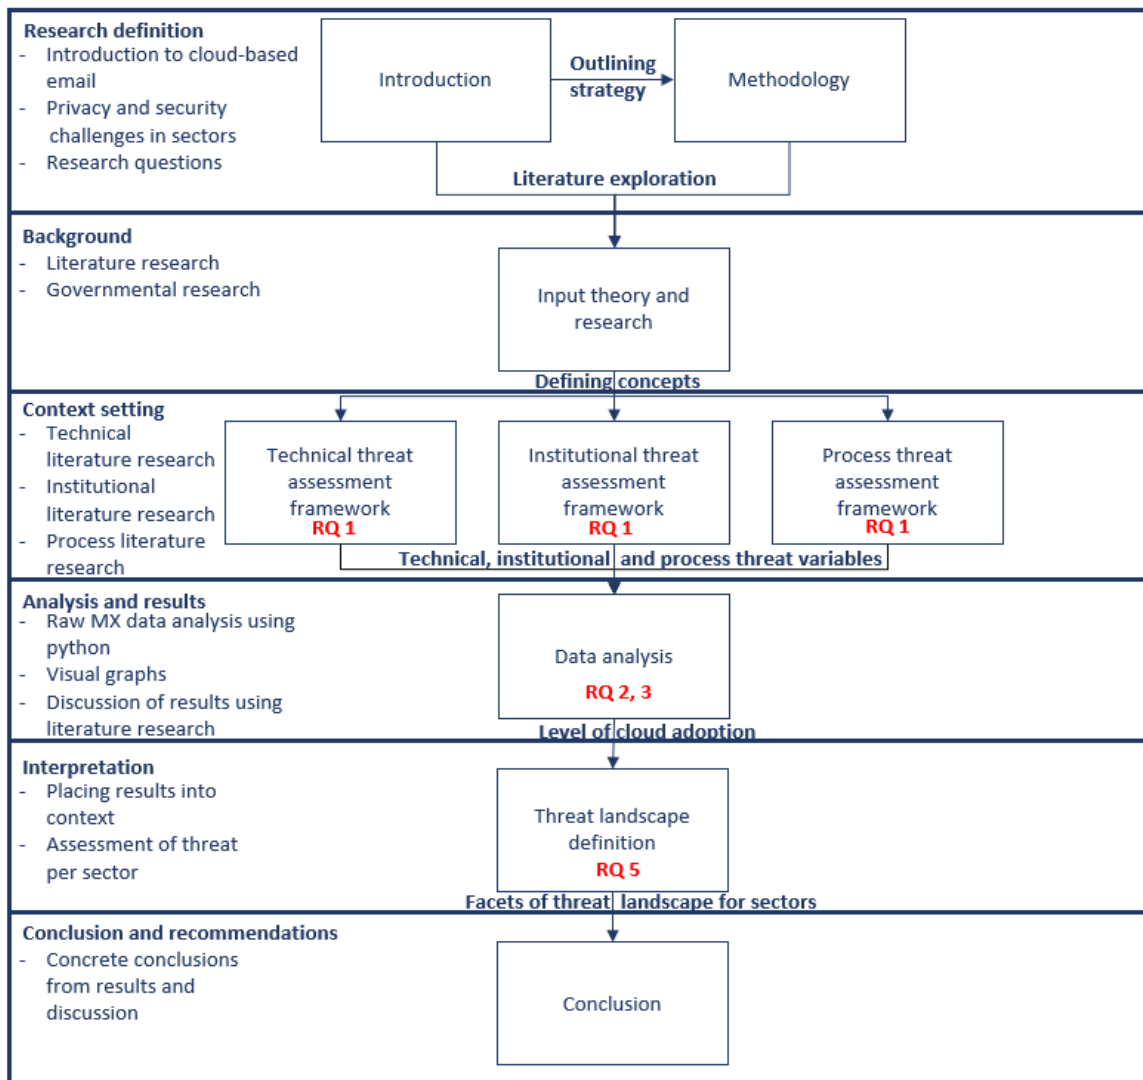 Research definition
- Introduction to cloud-based
email
- Privacy and security
challenges in sectors
- Research questions
Introduction
Outlining
strategy
Methodology
Literature exploration
Background
- Literature research
- Governmental research
Input theory and
research
Defining concepts
Context setting
- Technical
literature research
- Institutional
literature research
- Process literature
research
Technical threat
assessment
framework
RQ 1
Institutional threat
assessment
framework
RQ 1
Process threat
assessment
framework
RQ 1
Technical, institutional and process threat variables
Analysis and results
- Raw MX data analysis using
python
- Visual graphs
- Discussion of results using
literature research
Data analysis
RQ 2, 3
Level of cloud adoption
Interpretation
- Placing results into
context
- Assessment of threat
per sector
Threat landscape
definition
RQ 5
Facets of threat landscape for sectors
Conclusion and recommendations
- Concrete conclusions
from results and
discussion
Conclusion